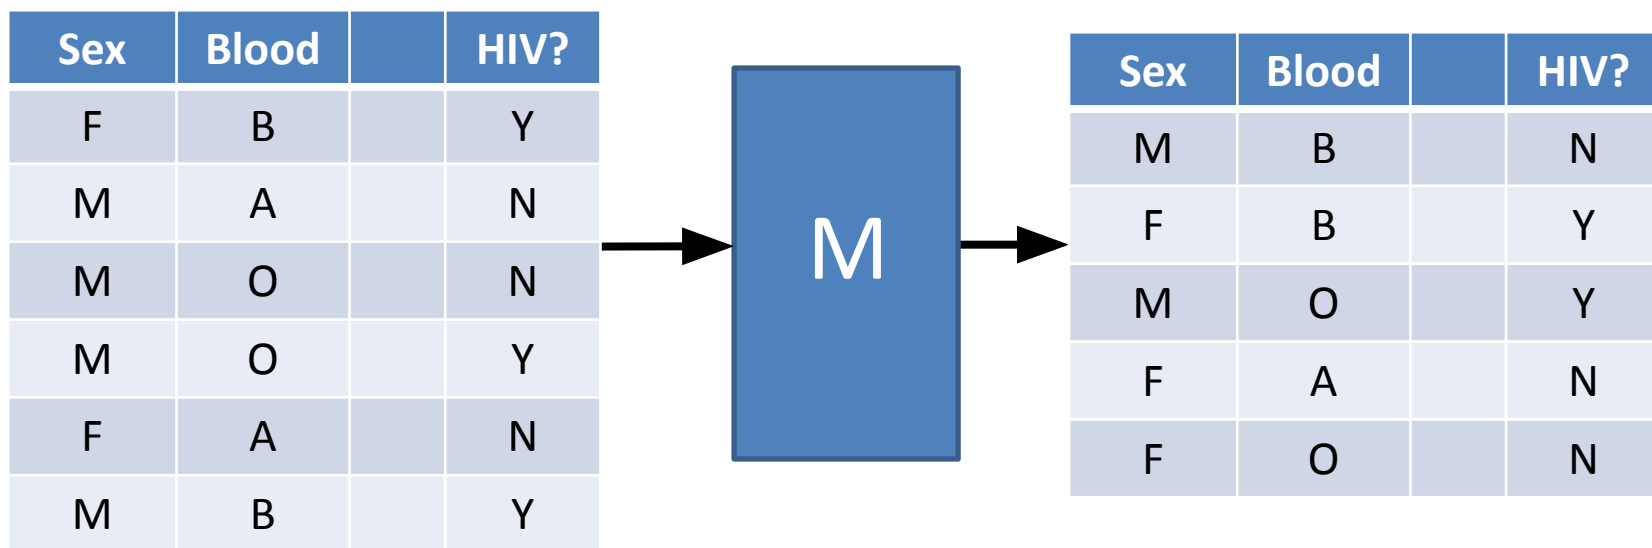 Sex Blood HIV?
F B Y
M A N
M O N
M O Y
F A N
M B Y
M
Sex Blood HIV?
M B N
F B Y
M O Y
F A N
F O N